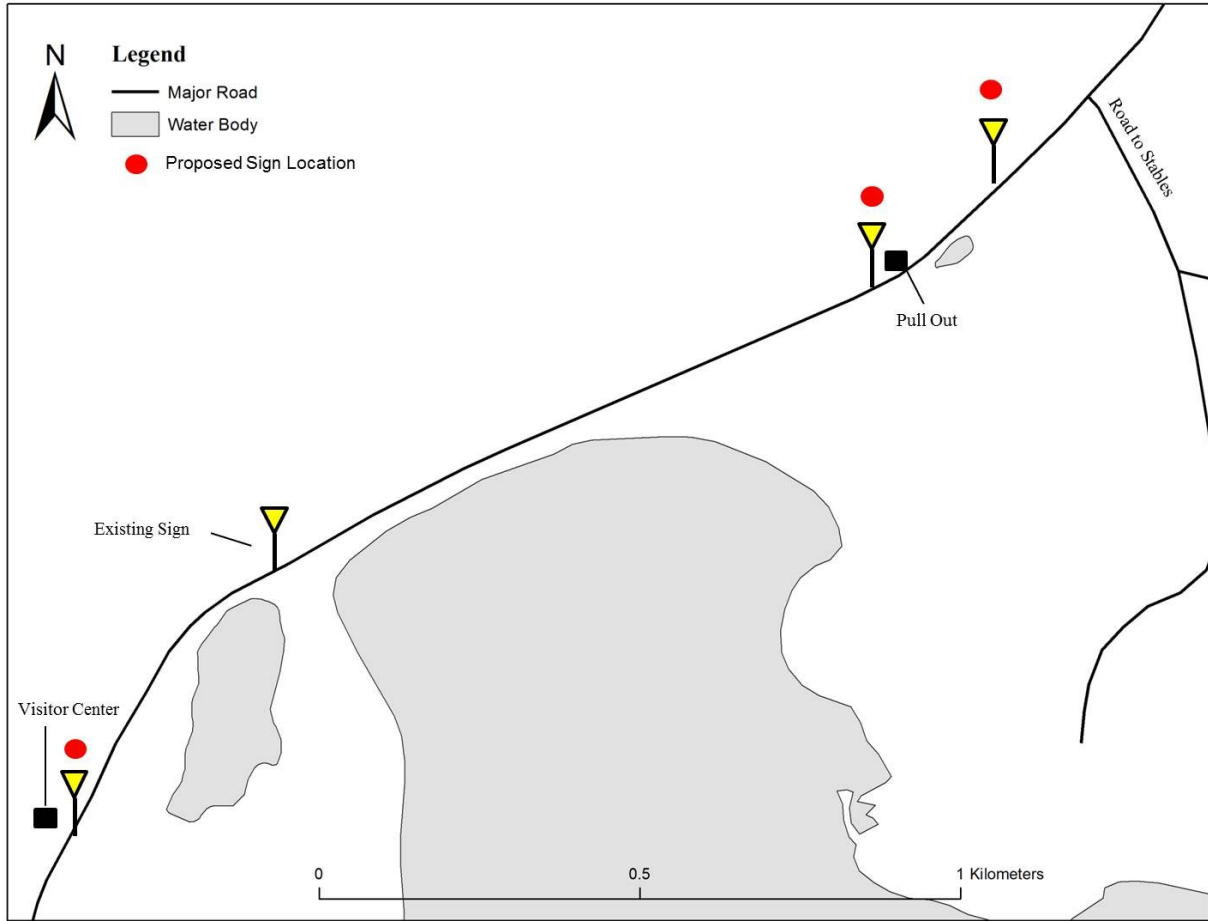 N
Legend
Major Road
Water Body
Proposed Sign Location
Road to Stables
Pull Out
Existing Sign
Visitor Center
0 0.5 1 Kilometers